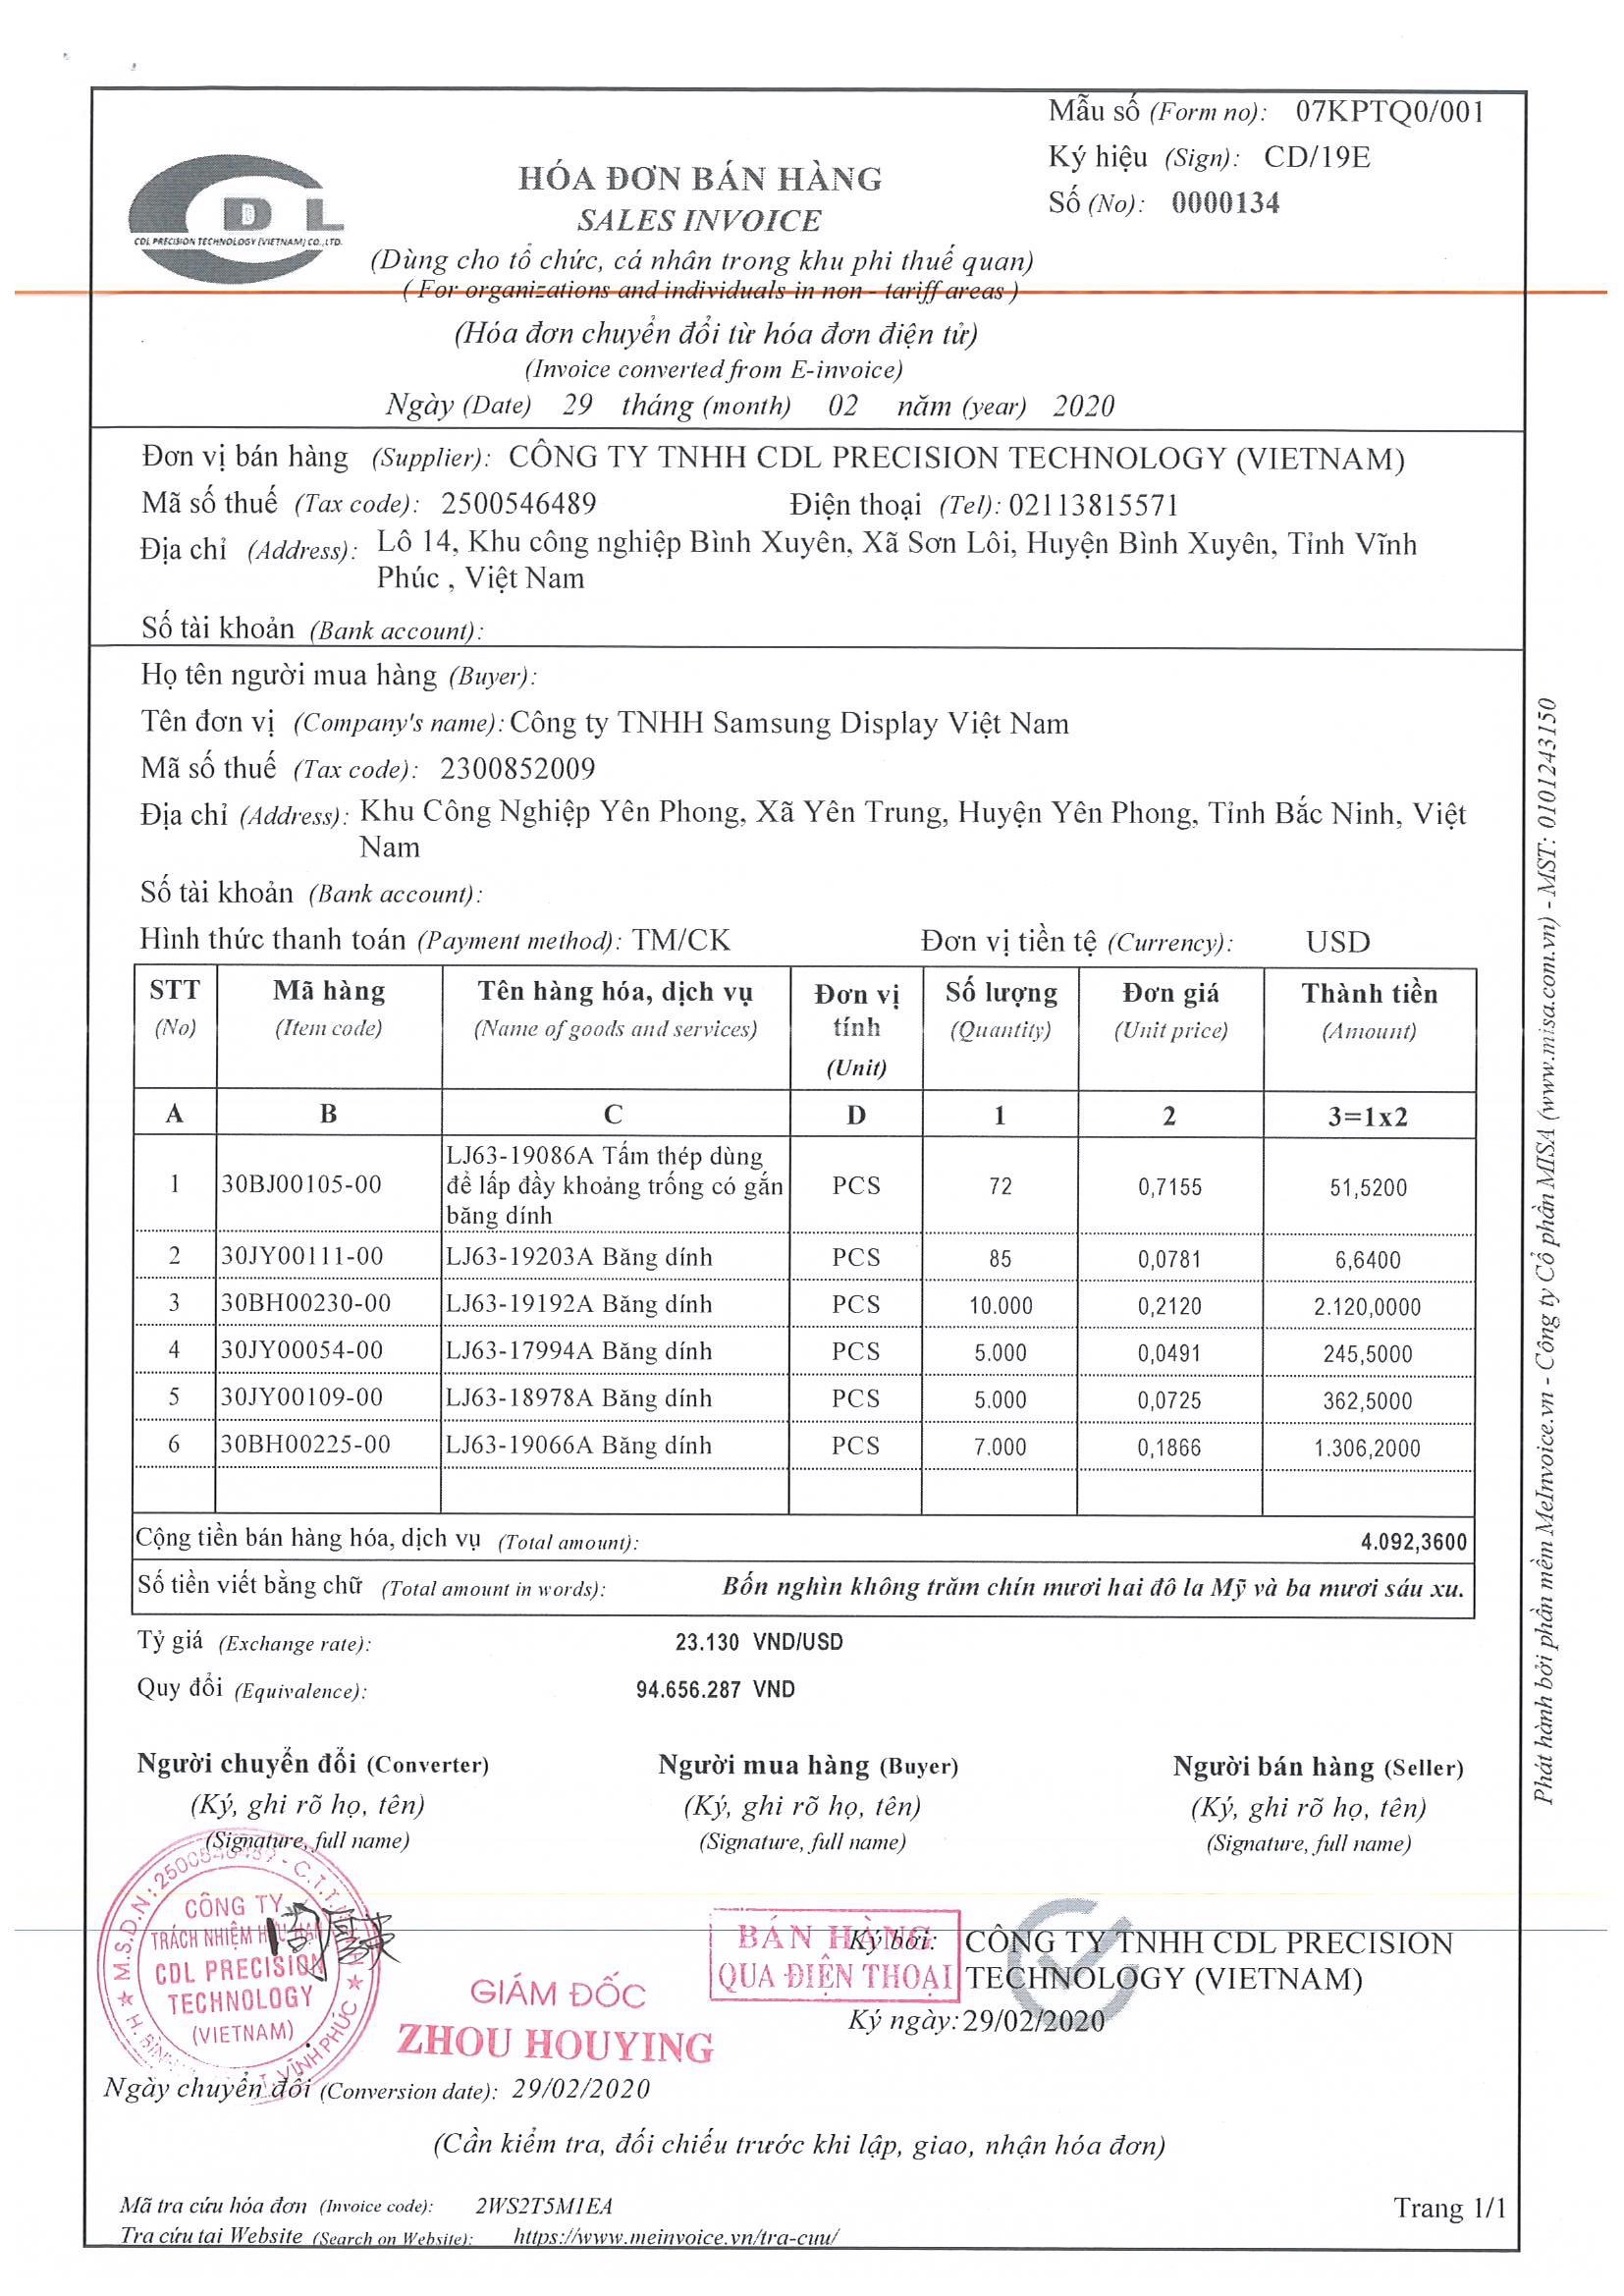 Mẫu số (Form no): 07KPTQ0/001
Ký hiệu (Sign): CD/19E
Số (No): 0000134
CDL
CDL PRECISION TECHNOLOGY (VIETNAM) CO.,LTD.
HÓA ĐƠN BÁN HÀNG
SALES INVOICE
(Dùng cho tổ chức, cá nhân trong khu phi thuế quan)
( For organizations and individuals in non - tariff areas )
(Hóa đơn chuyển đổi từ hóa đơn điện tử)
(Invoice converted from E-invoice)
Ngày (Date) 29 tháng (month) 02 năm (year) 2020
Đơn vị bán hàng (Supplier): CÔNG TY TNHH CDL PRECISION TECHNOLOGY (VIETNAM)
Mã số thuế (Tax code): 2500546489 Điện thoại (Tel): 02113815571
Địa chỉ (Address): Lô 14, Khu công nghiệp Bình Xuyên, Xã Sơn Lôi, Huyện Bình Xuyên, Tỉnh Vĩnh
Phúc , Việt Nam
Số tài khoản (Bank account):
Họ tên người mua hàng (Buyer):
Tên đơn vị (Company's name): Công ty TNHH Samsung Display Việt Nam
Mã số thuế (Tax code): 2300852009
Địa chỉ (Address): Khu Công Nghiệp Yên Phong, Xã Yên Trung, Huyện Yên Phong, Tỉnh Bắc Ninh, Việt
Nam
Số tài khoản (Bank account):
Hình thức thanh toán (Payment method): TM/CK Đơn vị tiền tệ (Currency): USD
STT Mã hàng Tên hàng hóa, dịch vụ Đơn vị Số lượng Đơn giá Thành tiền
(No) (Item code) (Name of goods and services) tính (Quantity) (Unit price) (Amount)
(Unit)
A B C D 1 2 3=1x2
LJ63-19086A Tấm thép dùng
1 30BJ00105-00 để lấp đầy khoảng trống có gắn PCS 72 0,7155 51,5200
băng dính
2 30JY00111-00 LJ63-19203A Băng dính PCS 85 0,0781 6,6400
3 30BH00230-00 LJ63-19192A Băng dính PCS 10.000 0,2120 2.120,0000
4 30JY00054-00 LJ63-17994A Băng dính PCS 5.000 0,0491 245,5000
5 30JY00109-00 LJ63-18978A Băng dính PCS 5.000 0,0725 362,5000
6 30BH00225-00 LJ63-19066A Băng dính PCS 7.000 0,1866 1.306,2000
Cộng tiền bán hàng hóa, dịch vụ (Total amount): 4.092,3600
Số tiền viết bằng chữ (Total amount in words): Bốn nghìn không trăm chín mươi hai đô la Mỹ và ba mươi sáu xu.
Tỷ giá (Exchange rate): 23.130 VND/USD
Quy đổi (Equivalence): 94.656.287 VND
Người chuyển đổi (Converter) Người mua hàng (Buyer) Người bán hàng (Seller)
(Ký, ghi rõ họ, tên) (Ký, ghi rõ họ, tên) (Ký, ghi rõ họ, tên)
(Signature, full name) (Signature, full name) (Signature, full name)
CÔNG TY
TRÁCH NHIỆM HỮU HẠN
CDL PRECISION
TECHNOLOGY
(VIETNAM)
GIÁM ĐỐC
ZHOU HOUYING
BÁN HÀNG
QUA ĐIỆN THOẠI
Ký bởi: CÔNG TY TNHH CDL PRECISION
TECHNOLOGY (VIETNAM)
Ký ngày: 29/02/2020
Ngày chuyển đổi (Conversion date): 29/02/2020
(Cần kiểm tra, đối chiếu trước khi lập, giao, nhận hóa đơn)
Mã tra cứu hóa đơn (Invoice code): 2WS2T5M1EA
Trang 1/1
Tra cứu tại Website (Search on Website): https://www.meinvoice.vn/tra-cuu/
Phát hành bởi phần mềm MeInvoice.vn - Công ty Cổ phần MISA (www.misa.com.vn) - MST: 0101243150